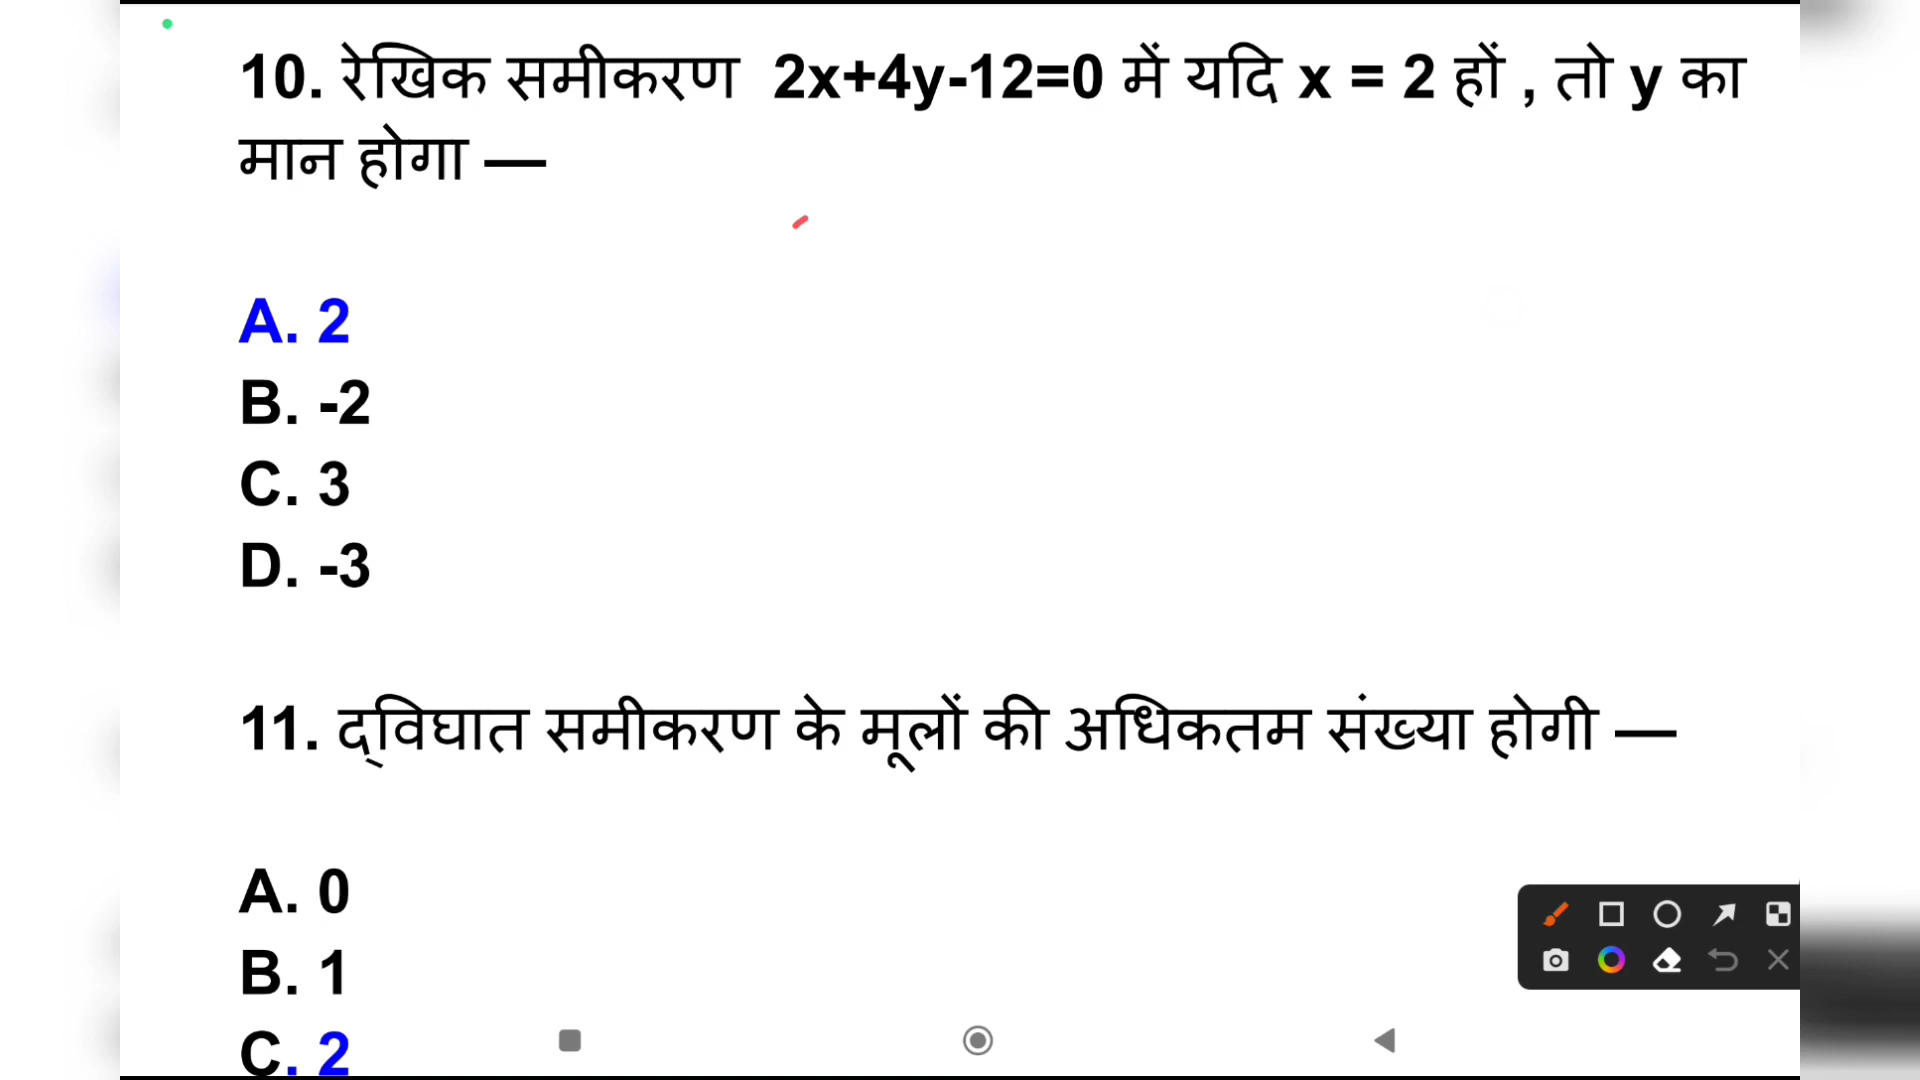 10. रेखिक समीकरण 2x+4y-12=0 में यदि x = 2 हों , तो y का
मान होगा —
A. 2
B. -2
C. 3
D. -3
11. द्विघात समीकरण के मूलों की अधिकतम संख्या होगी —
A. 0
B. 1
C. 2